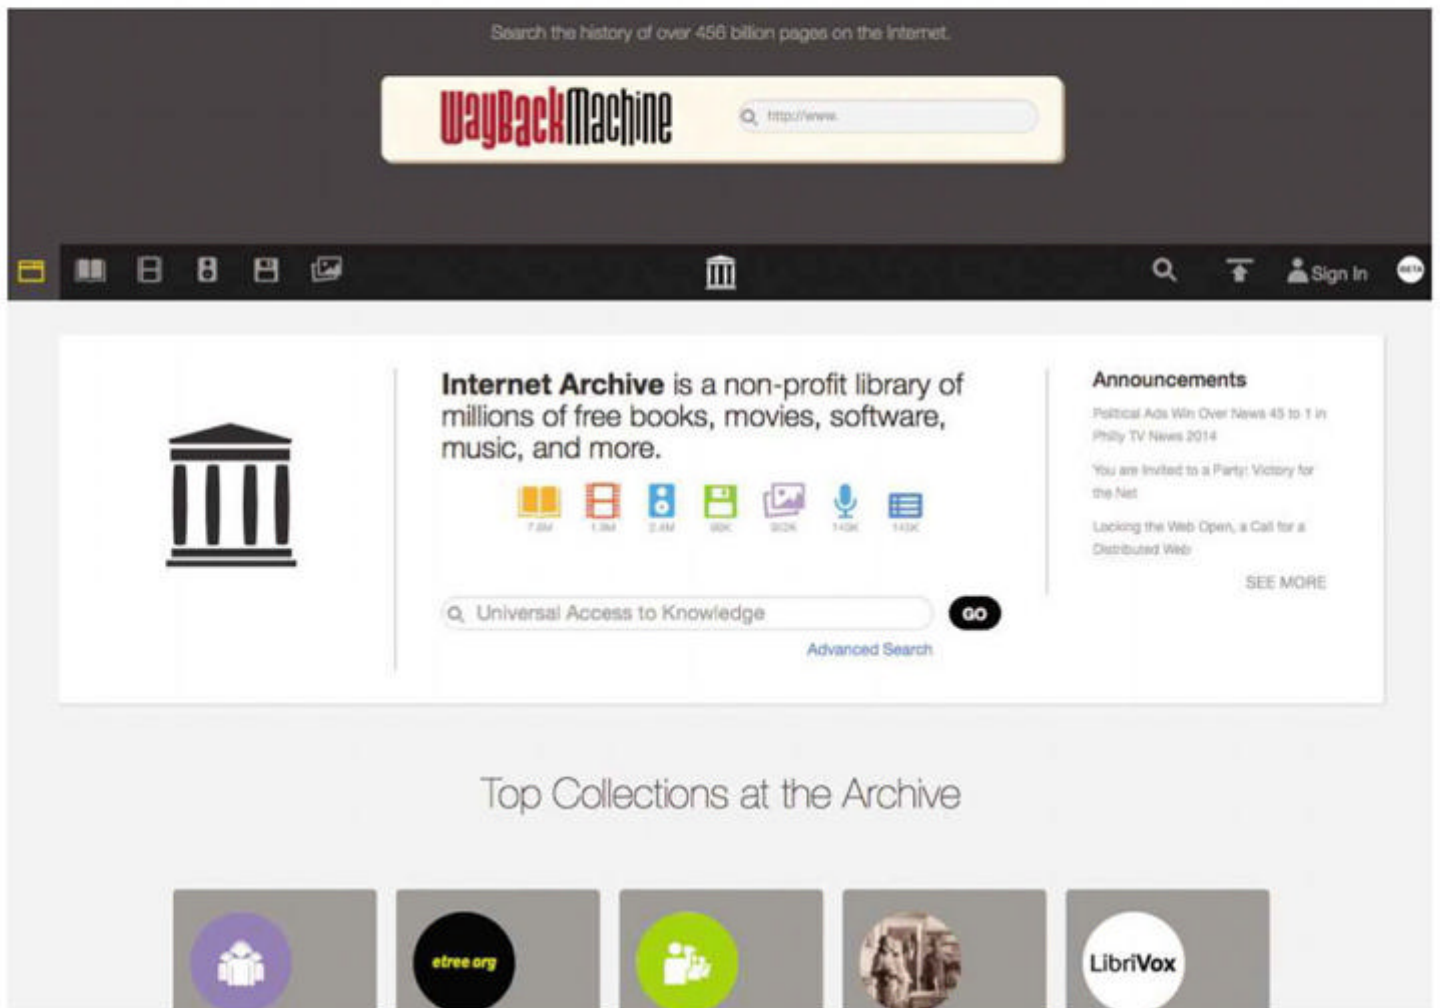 Search the history of over 456 billion pages on the Internet.
WayBackMachine
http://www.
Sign In
BETA
Internet Archive is a non-profit library of
millions of free books, movies, software,
music, and more.
Announcements
Political Ads Win Over News 45 to 1 in
Philly TV News 2014
You are Invited to a Party: Victory for
the Net
Locking the Web Open, a Call for a
Distributed Web
SEE MORE
2.4M
Universal Access to Knowledge
GO
Advanced Search
Top Collections at the Archive
etree.org
LibriVox